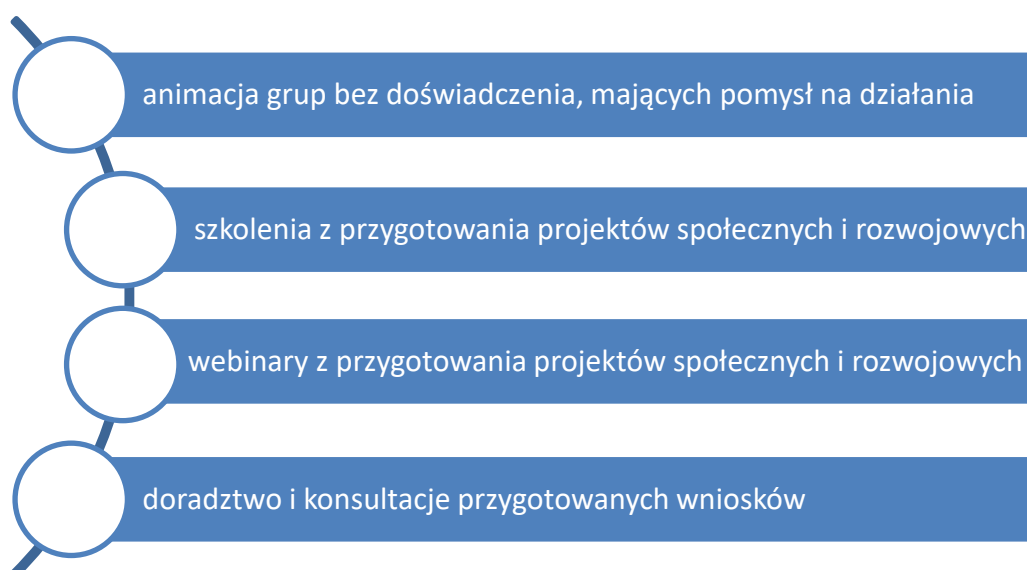 animacja grup bez doświadczenia, mających pomysł na działania
szkolenia z przygotowania projektów społecznych i rozwojowych
webinary z przygotowania projektów społecznych i rozwojowych
doradztwo i konsultacje przygotowanych wniosków